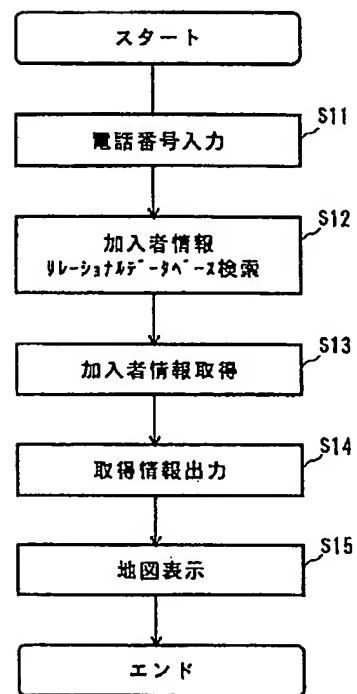 スタート
S11
電話番号入力
S12
加入者情報
ﾘﾚｰｼｮﾅﾙﾃﾞｰﾀﾍﾞｰｽ検索
S13
加入者情報取得
S14
取得情報出力
S15
地図表示
エンド